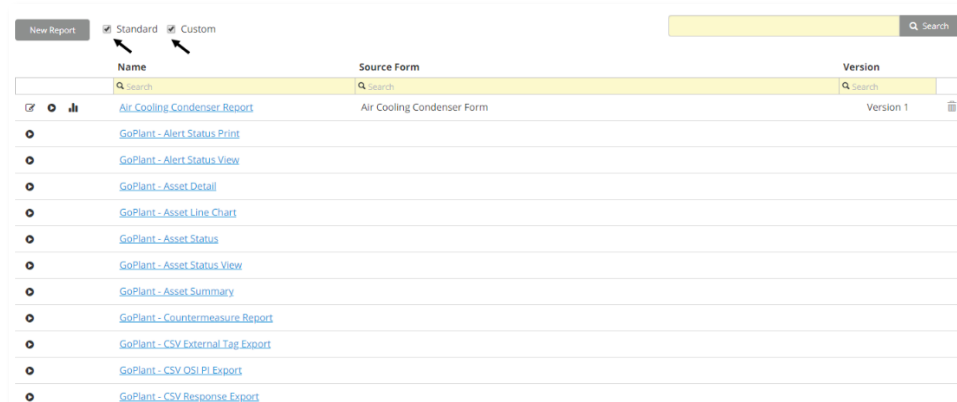 New Report Standard Custom Search
Name Source Form Version
Search Search Search
Air Cooling Condenser Report Air Cooling Condenser Form Version 1
GoPlant - Alert Status Print
GoPlant - Alert Status View
GoPlant - Asset Detail
GoPlant - Asset Line Chart
GoPlant - Asset Status
GoPlant - Asset Status View
GoPlant - Asset Summary
GoPlant - Countermeasure Report
GoPlant - CSV External Tag Export
GoPlant - CSV OSI PI Export
GoPlant - CSV Response Export